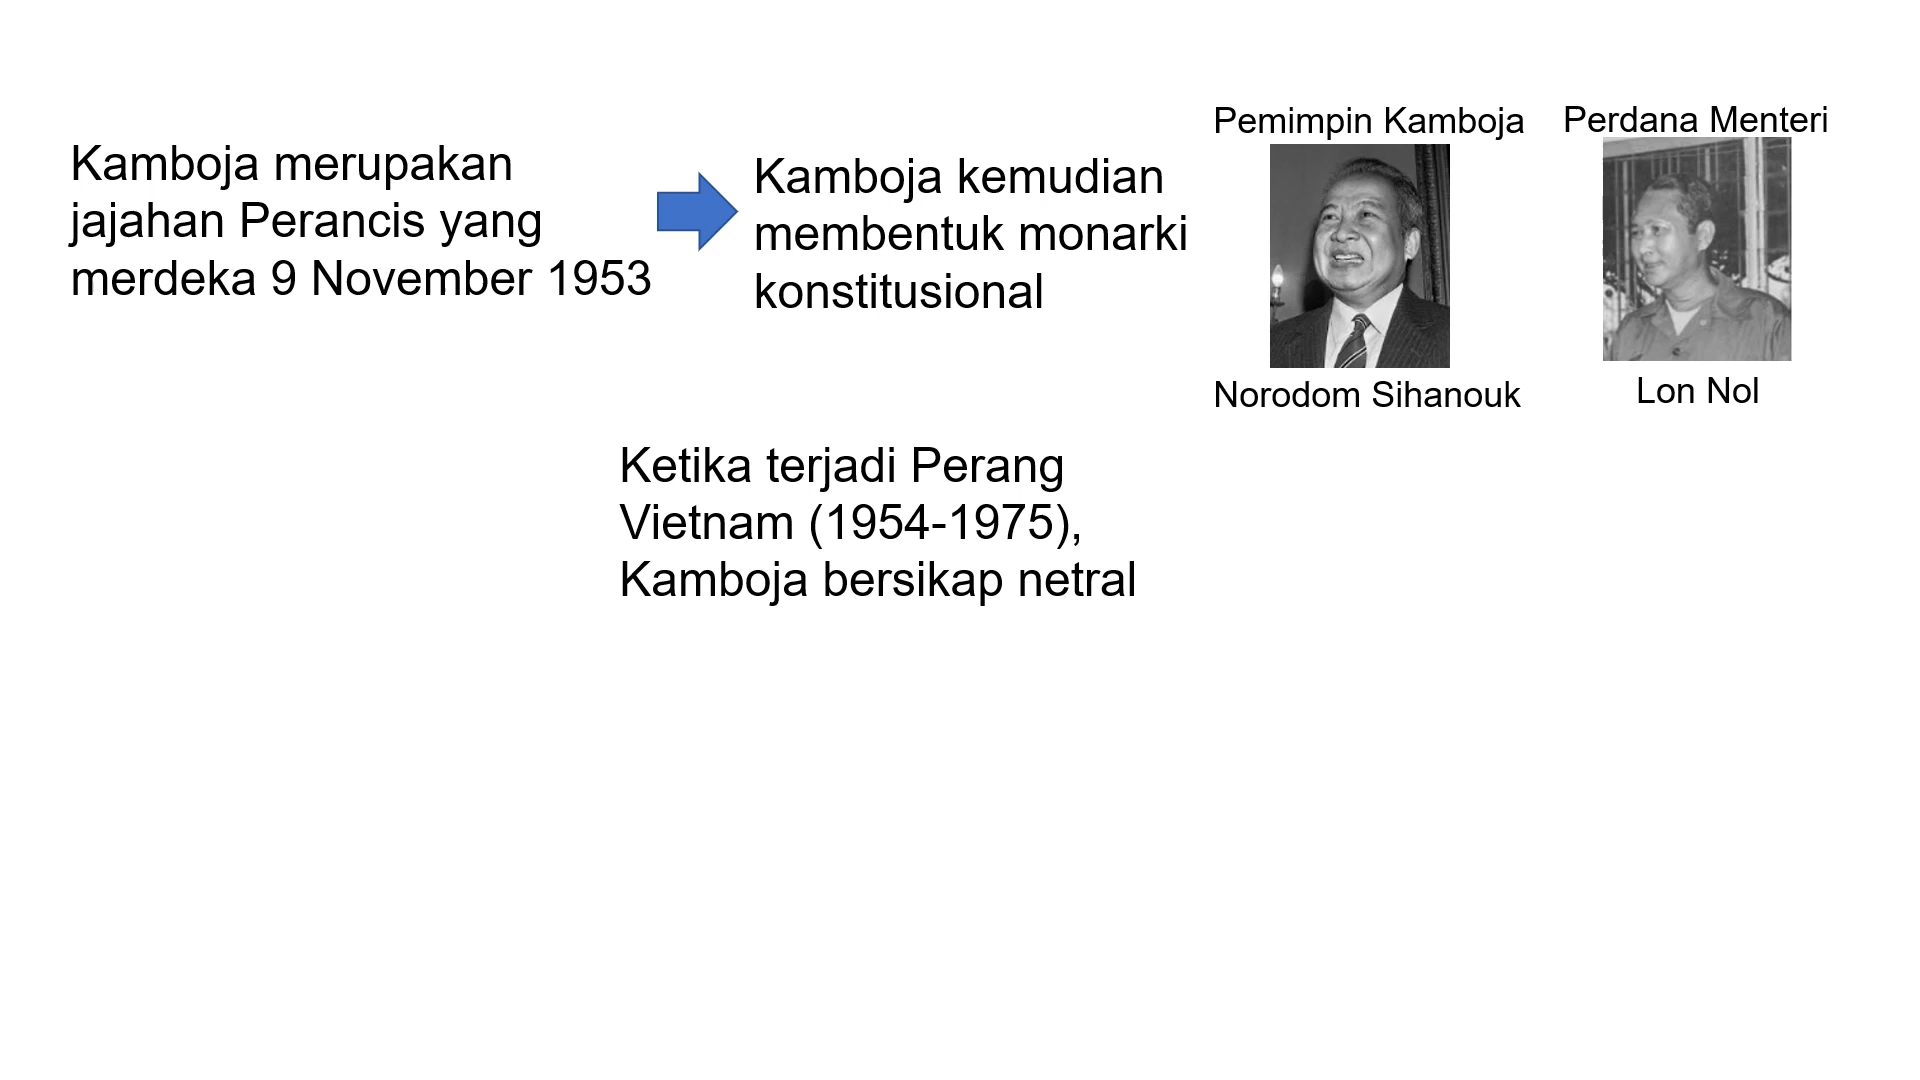 Kamboja merupakan
jajahan Perancis yang
merdeka 9 November 1953
Kamboja kemudian
membentuk monarki
konstitusional
Pemimpin Kamboja
Norodom Sihanouk
Perdana Menteri
Lon Nol
Ketika terjadi Perang
Vietnam (1954-1975),
Kamboja bersikap netral